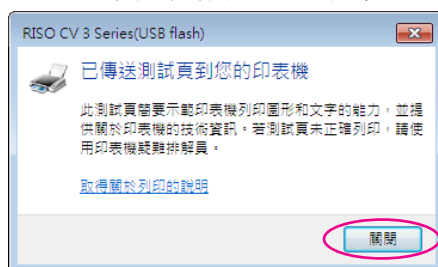 RISO CV 3 Series(USB flash)
已傳送測試頁到您的印表機
此測試頁簡要示範印表機列印圖形和文字的能力，並提
供關於印表機的技術資訊。若測試頁未正確列印，請使
用印表機疑難排解員。
取得關於列印的說明
關閉